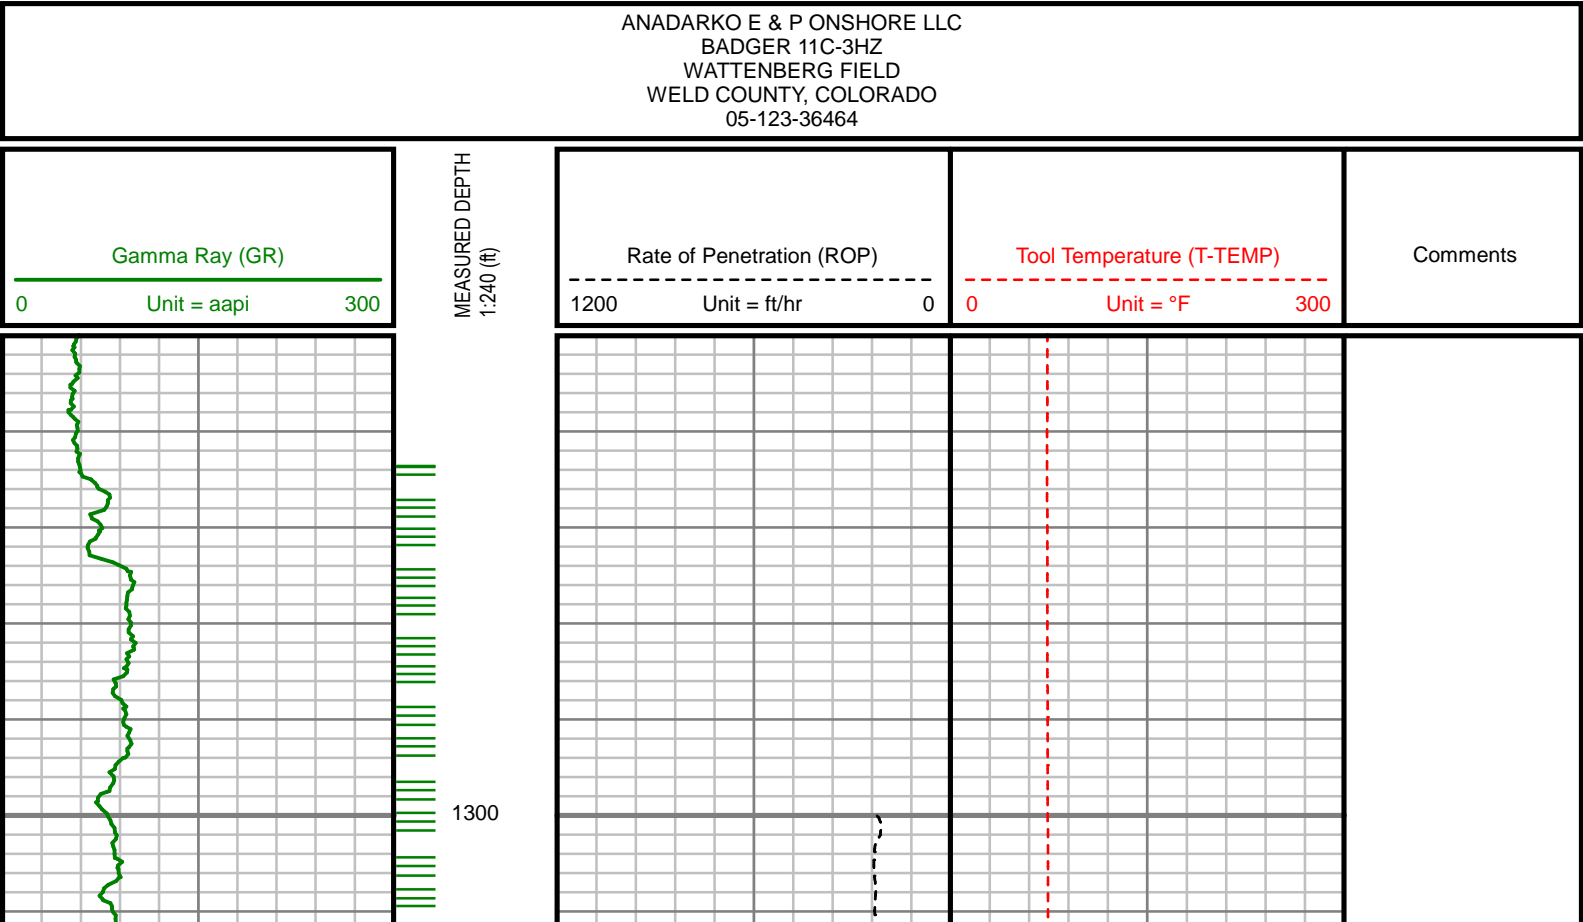 ANADARKO E & P ONSHORE LLC
BADGER 11C-3HZ
WATTENBERG FIELD
WELD COUNTY, COLORADO
05-123-36464
Gamma Ray (GR)
0 Unit = aapi 300
MEASURED DEPTH
1:240 (ft)
Rate of Penetration (ROP)
1200 Unit = ft/hr 0
Tool Temperature (T-TEMP)
0 Unit = °F 300
Comments
1300